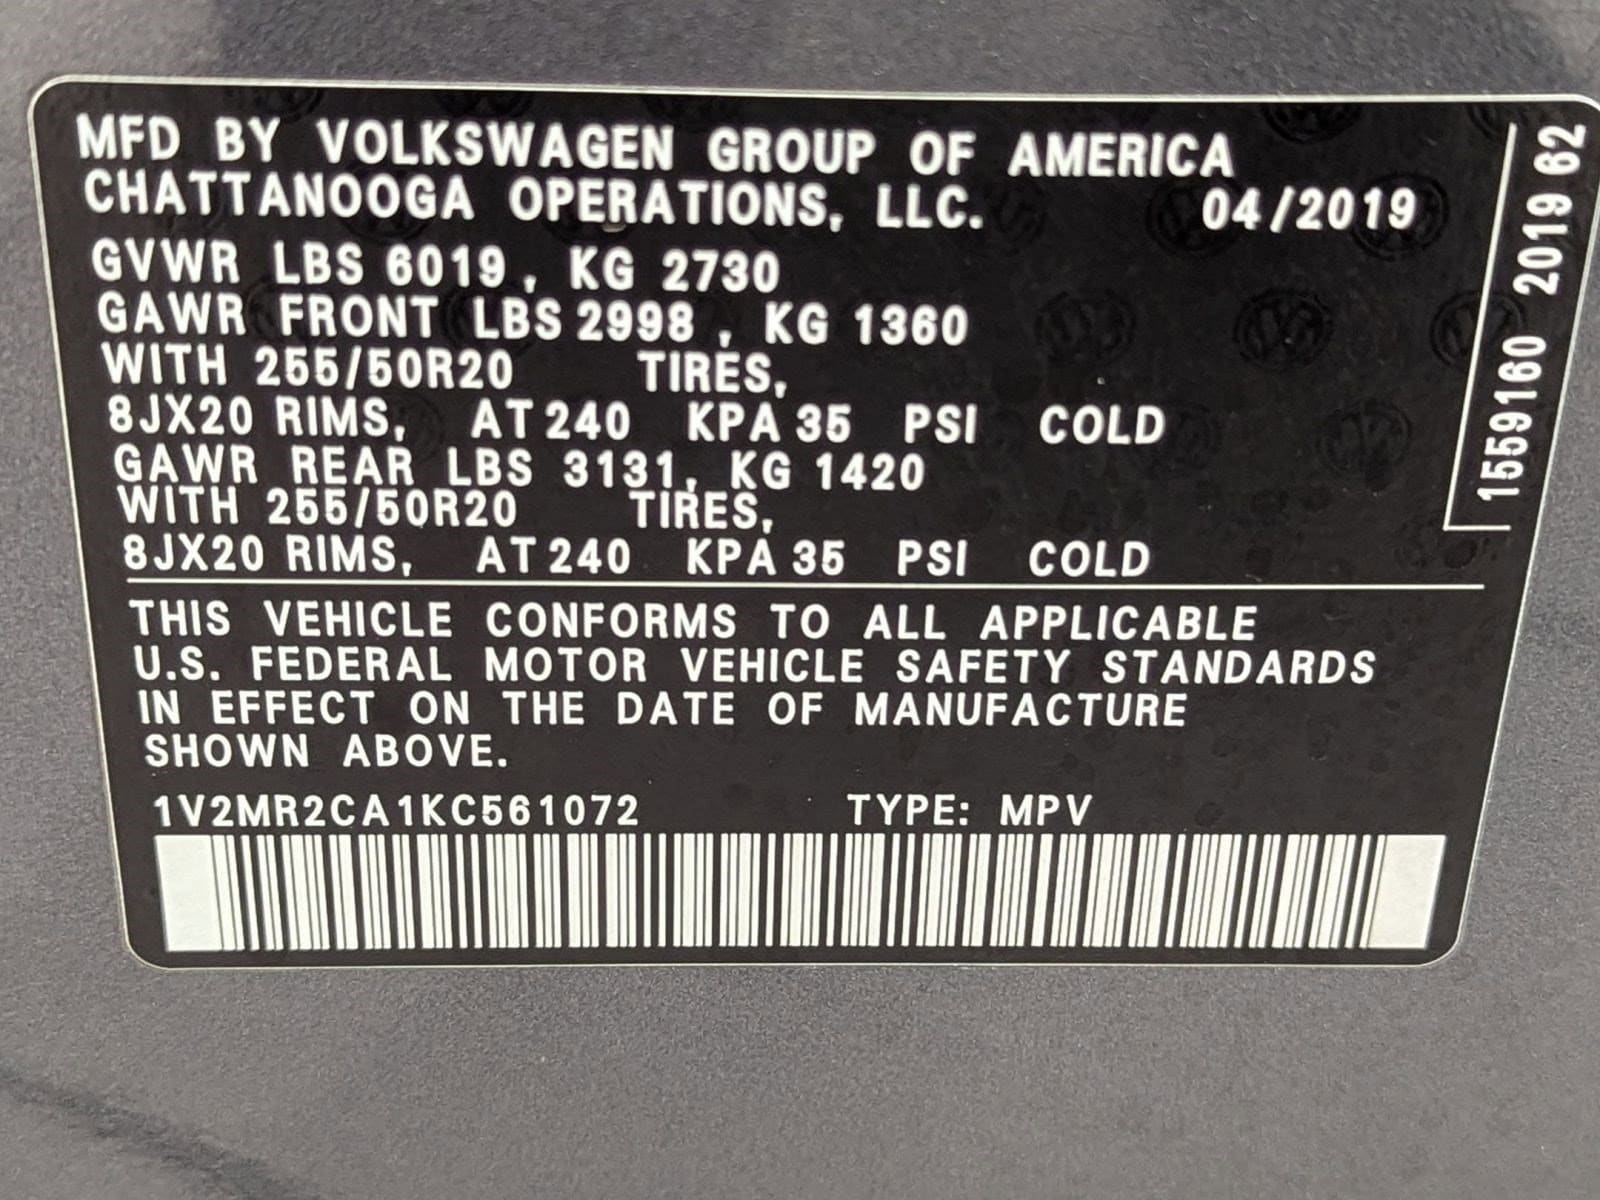 MFD BY VOLKSWAGEN GROUP OF AMERICA
CHATTANOOGA OPERATIONS, LLC. 04/2019
GVWR LBS 6019, KG 2730
GAWR FRONT LBS 2998, KG 1360
WITH 255/50R20 TIRES,
8JX20 RIMS, AT 240 KPA 35 PSI COLD
GAWR REAR LBS 3131, KG 1420
WITH 255/50R20 TIRES,
8JX20 RIMS, AT 240 KPA 35 PSI COLD
THIS VEHICLE CONFORMS TO ALL APPLICABLE
U.S. FEDERAL MOTOR VEHICLE SAFETY STANDARDS
IN EFFECT ON THE DATE OF MANUFACTURE
SHOWN ABOVE.
1V2MR2CA1KC561072 TYPE: MPV
1559160 2019 62